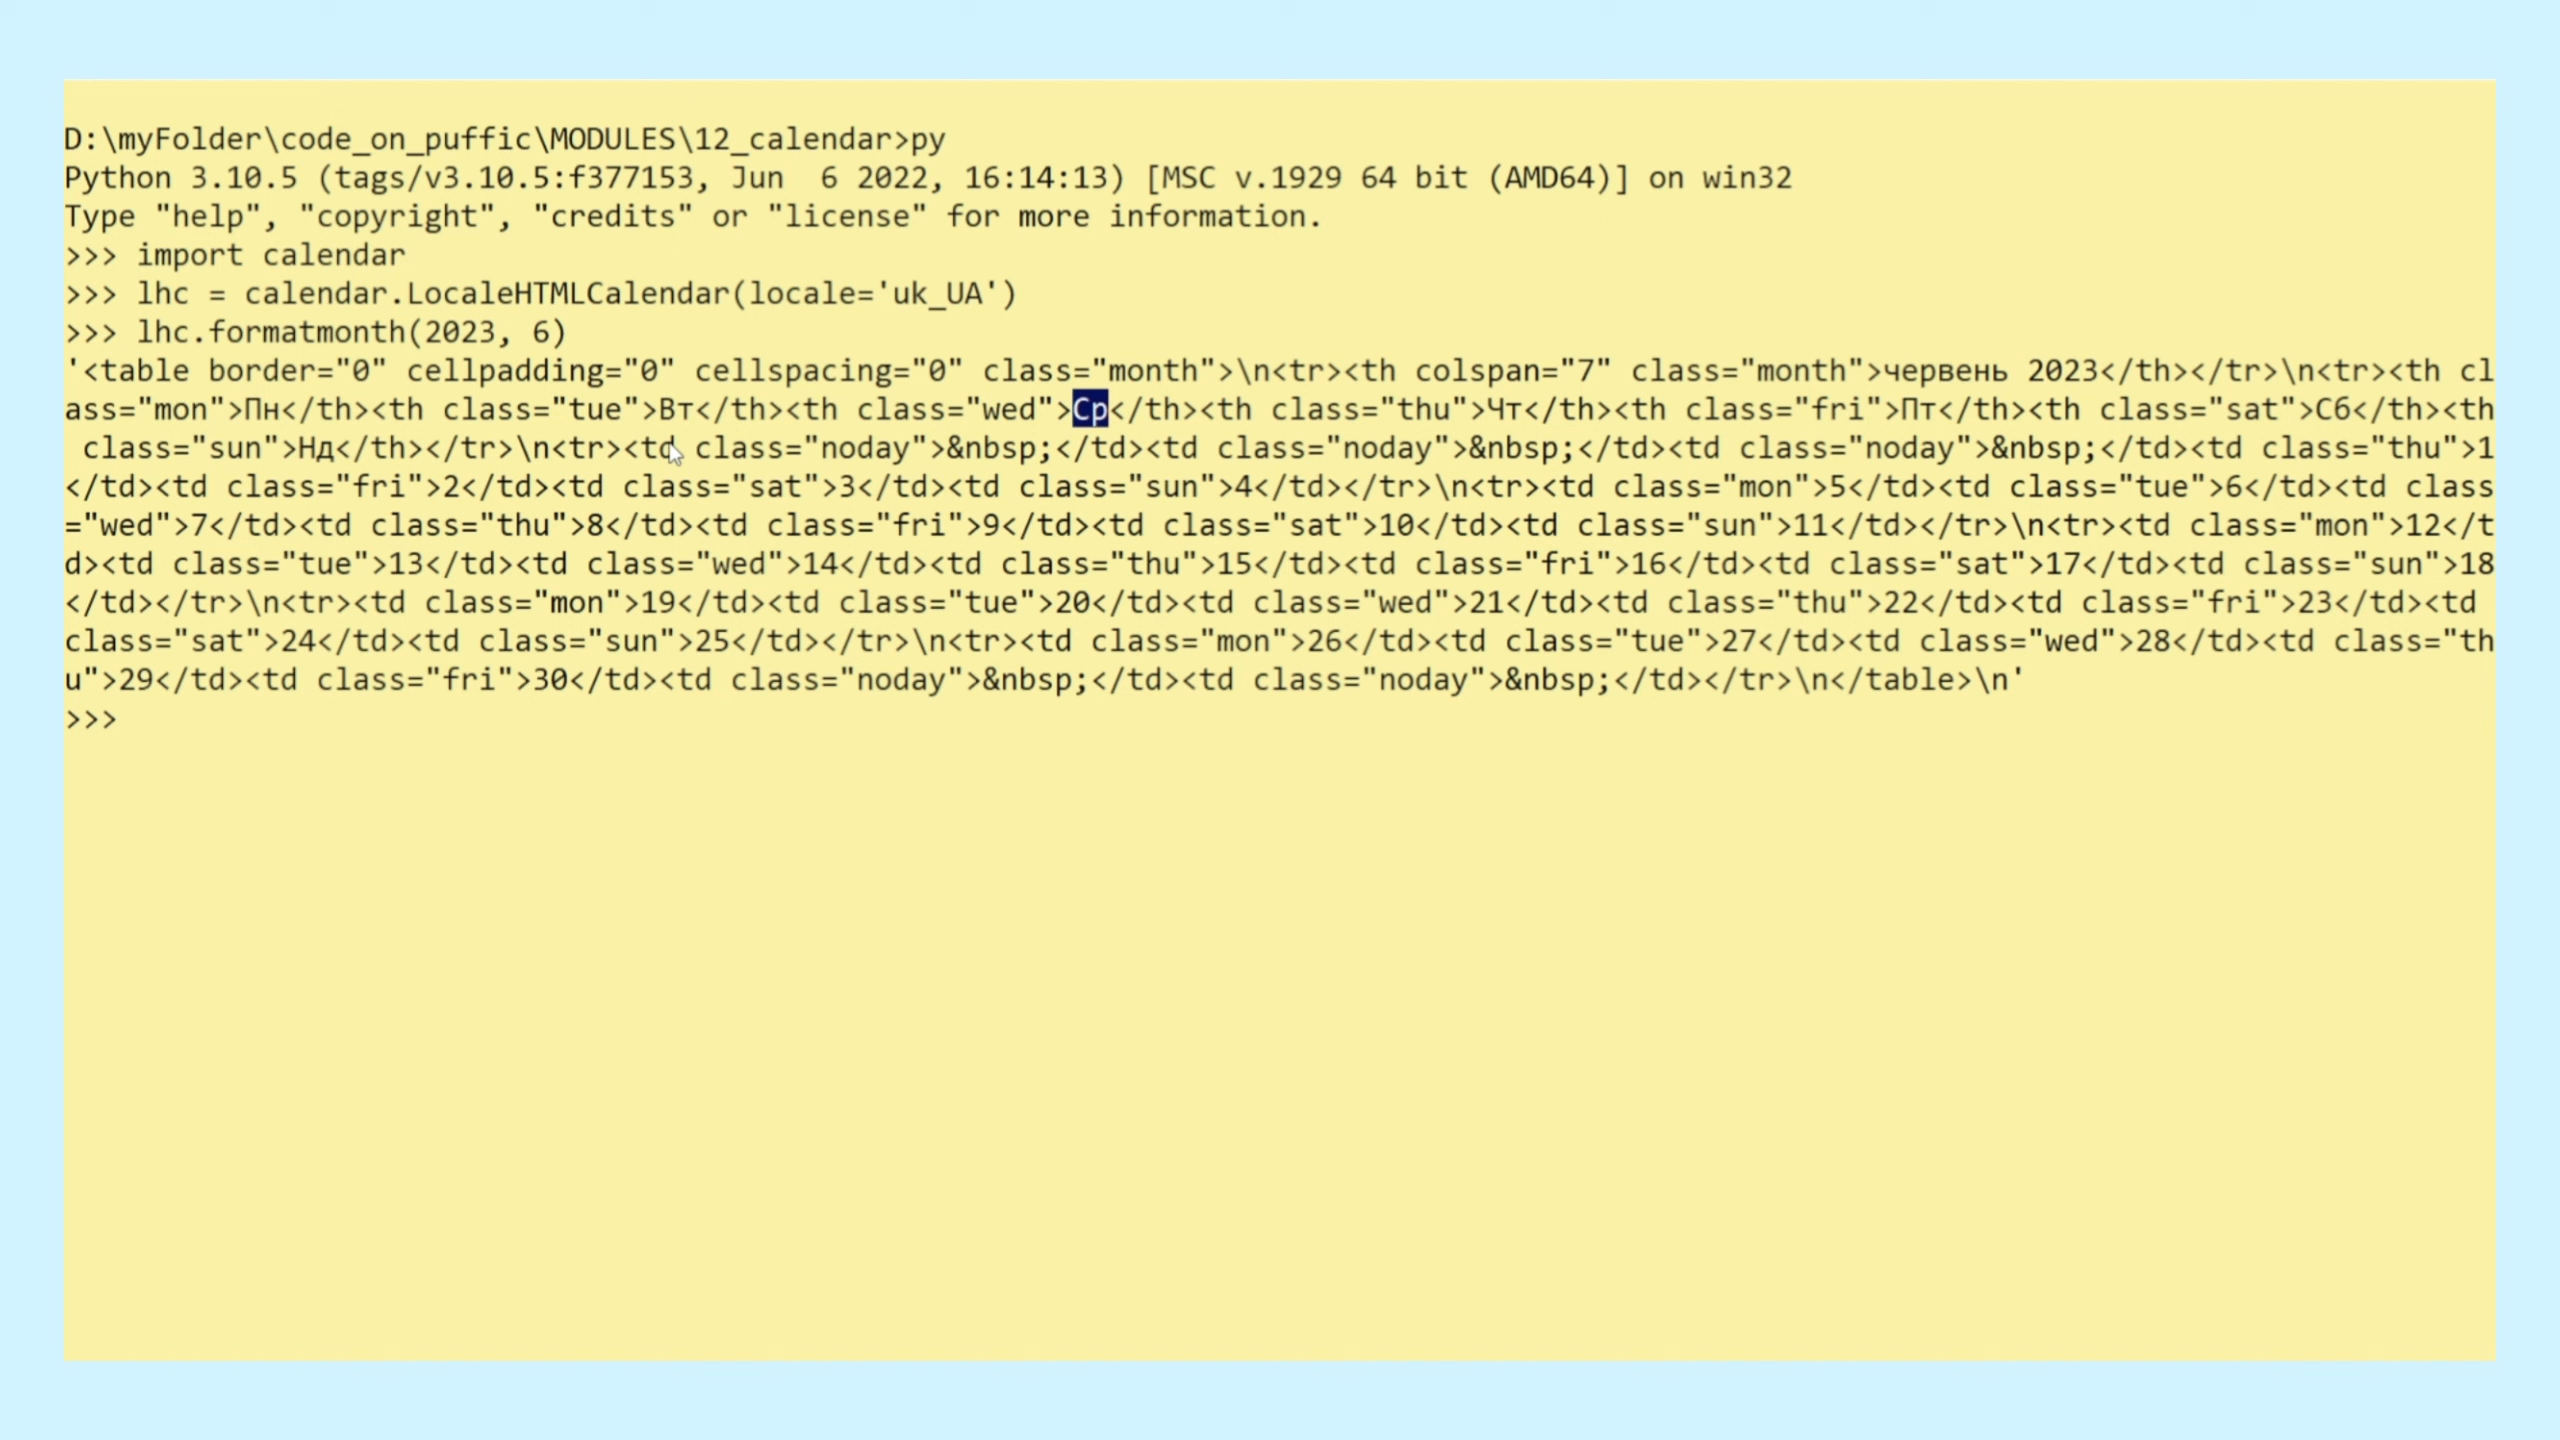 D:\myFolder\code_on_puffic\MODULES\12_calendar>py
Python 3.10.5 (tags/v3.10.5:f377153, Jun  6 2022, 16:14:13) [MSC v.1929 64 bit (AMD64)] on win32
Type "help", "copyright", "credits" or "license" for more information.
>>> import calendar
>>> lhc = calendar.LocaleHTMLCalendar(locale='uk_UA')
>>> lhc.formatmonth(2023, 6)
'<table border="0" cellpadding="0" cellspacing="0" class="month">\n<tr><th colspan="7" class="month">червень 2023</th></tr>\n<tr><th cl
ass="mon">Пн</th><th class="tue">Вт</th><th class="wed">Ср</th><th class="thu">Чт</th><th class="fri">Пт</th><th class="sat">Сб</th><th
 class="sun">Нд</th></tr>\n<tr><td class="noday">&nbsp;</td><td class="noday">&nbsp;</td><td class="noday">&nbsp;</td><td class="thu">1
</td><td class="fri">2</td><td class="sat">3</td><td class="sun">4</td></tr>\n<tr><td class="mon">5</td><td class="tue">6</td><td class
="wed">7</td><td class="thu">8</td><td class="fri">9</td><td class="sat">10</td><td class="sun">11</td></tr>\n<tr><td class="mon">12</t
d><td class="tue">13</td><td class="wed">14</td><td class="thu">15</td><td class="fri">16</td><td class="sat">17</td><td class="sun">18
</td></tr>\n<tr><td class="mon">19</td><td class="tue">20</td><td class="wed">21</td><td class="thu">22</td><td class="fri">23</td><td
class="sat">24</td><td class="sun">25</td></tr>\n<tr><td class="mon">26</td><td class="tue">27</td><td class="wed">28</td><td class="th
u">29</td><td class="fri">30</td><td class="noday">&nbsp;</td><td class="noday">&nbsp;</td></tr>\n</table>\n'
>>>